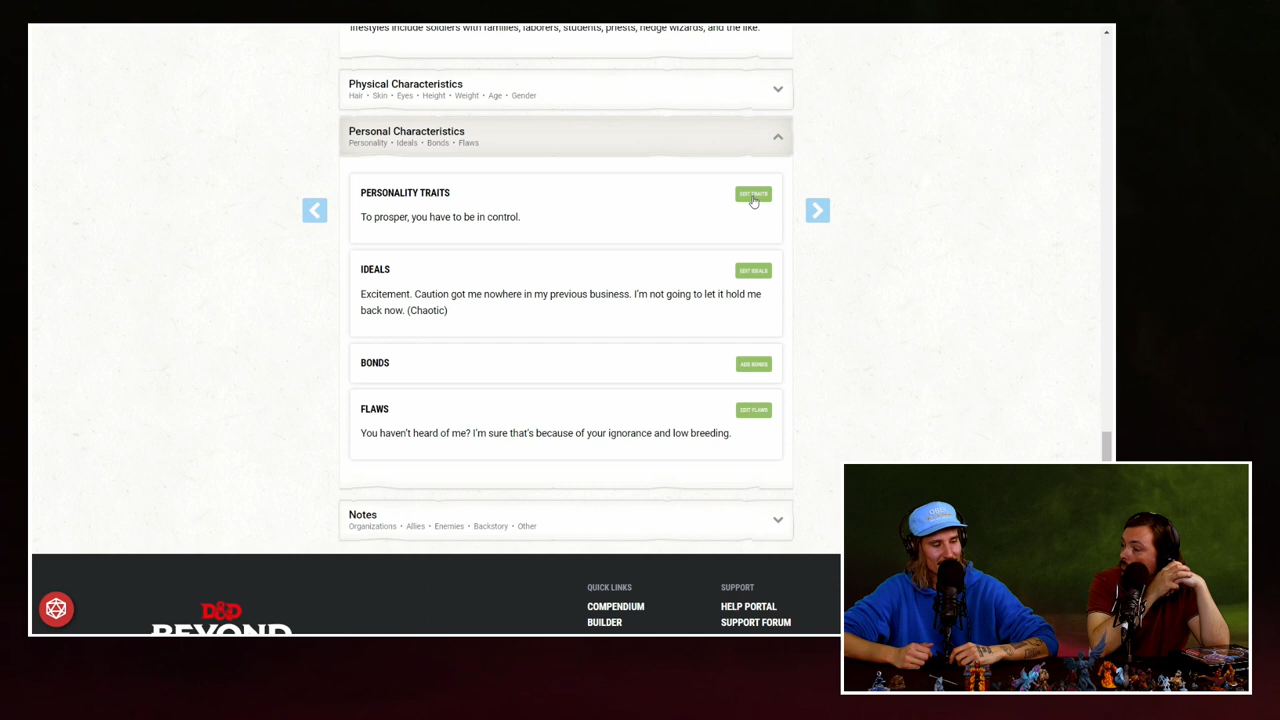 lifestyles include soldiers with families, laborers, students, priests, hedge wizards, and the like.
Physical Characteristics
Hair • Skin • Eyes • Height • Weight • Age • Gender
Personal Characteristics
Personality • Ideals • Bonds • Flaws
PERSONALITY TRAITS
EDIT TRAITS
To prosper, you have to be in control.
IDEALS
EDIT IDEALS
Excitement. Caution got me nowhere in my previous business. I'm not going to let it hold me
back now. (Chaotic)
BONDS
ADD BONDS
FLAWS
EDIT FLAWS
You haven't heard of me? I'm sure that's because of your ignorance and low breeding.
Notes
Organizations • Allies • Enemies • Backstory • Other
QUICK LINKS
SUPPORT
COMPENDIUM
HELP PORTAL
BUILDER
SUPPORT FORUM
D&D
BEYOND